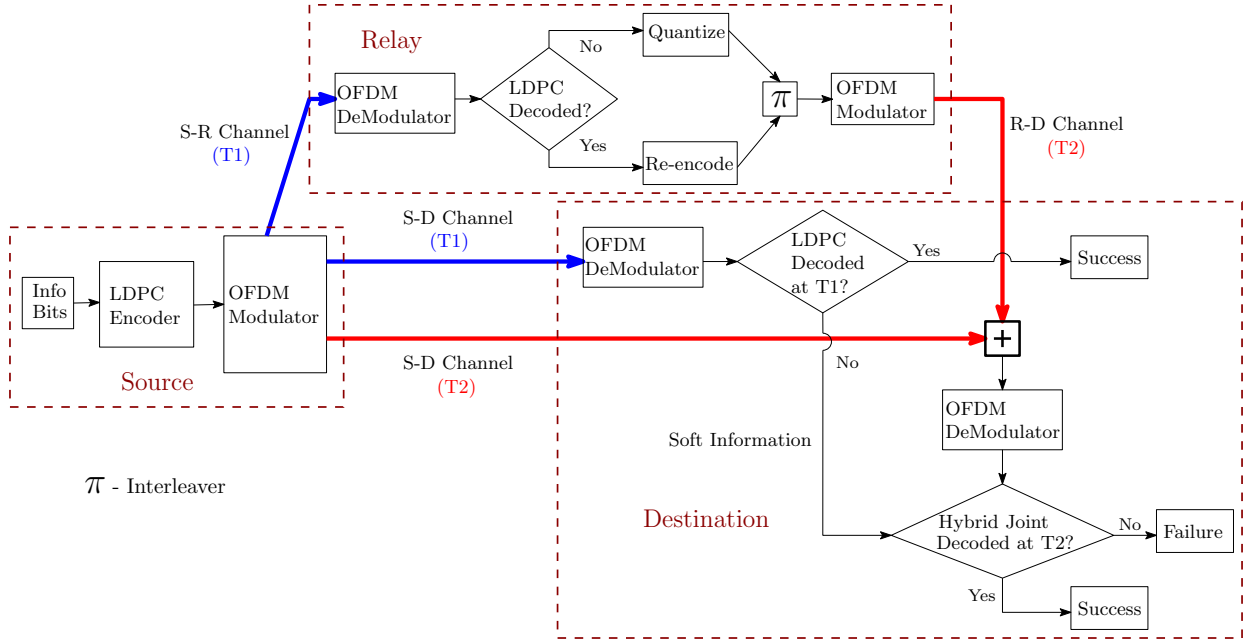 Relay
OFDM
DeModulator
LDPC
Decoded?
No
Yes
Quantize
Re-encode
π
OFDM
Modulator
S-R Channel
(T1)
R-D Channel
(T2)
Info
Bits
LDPC
Encoder
OFDM
Modulator
Source
S-D Channel
(T1)
S-D Channel
(T2)
OFDM
DeModulator
LDPC
Decoded
at T1?
Yes
Success
No
+
OFDM
DeModulator
Soft Information
Hybrid Joint
Decoded at T2?
No
Failure
Yes
Success
Destination
π - Interleaver